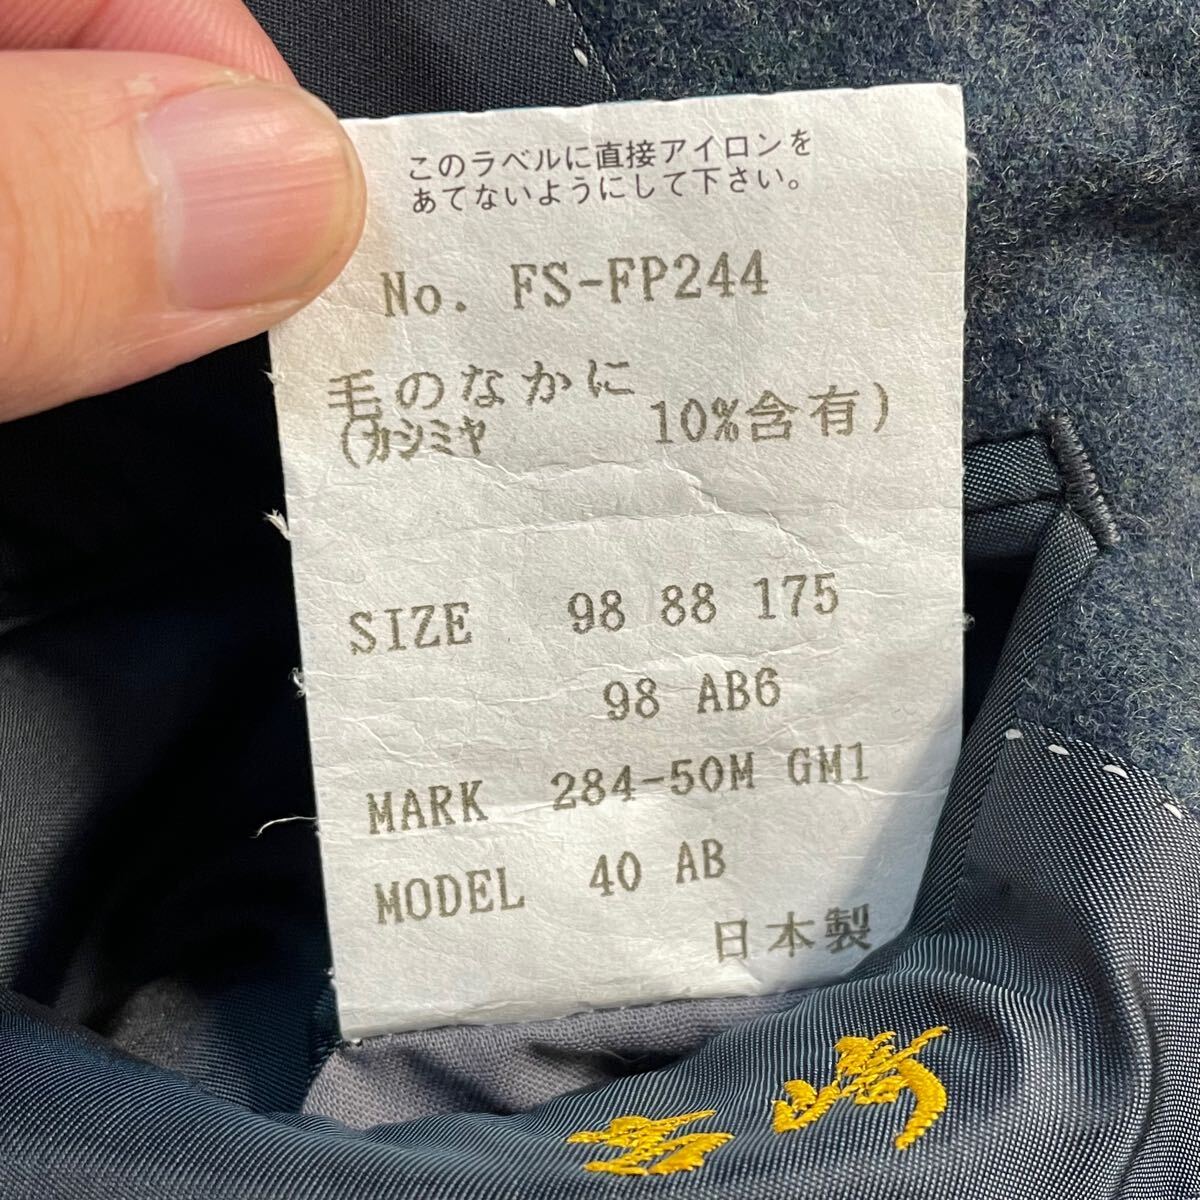 このラベルに直接アイロンを
あてないようにして下さい。
No. FS-FP244
毛のなかに
(カシミヤ 10%含有)
SIZE 98 88 175
98 AB6
MARK 284-50M GM1
MODEL 40 AB
日本製